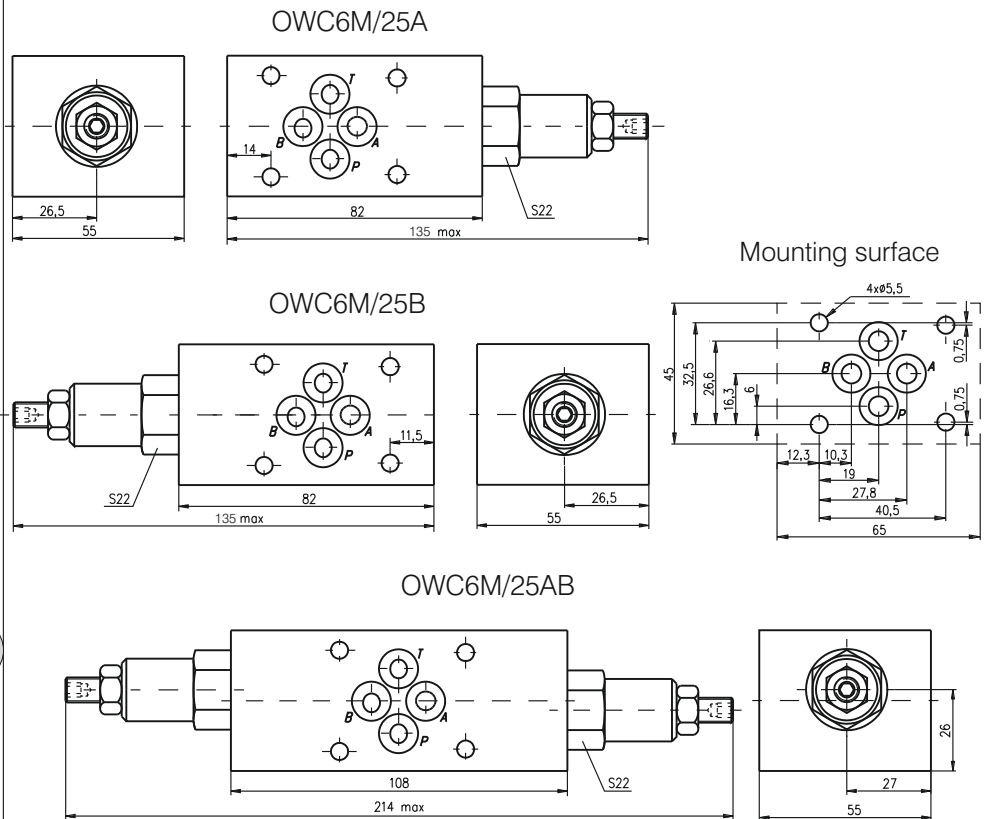 OWC6M/25A
T
B
A
P
14
26,5
55
82
S22
135 max
Mounting surface
OWC6M/25B
4xø5,5
T
B
A
P
11,5
S22
82
135 max
26,5
55
45
32,5
26,6
16,3
6
T
B
A
P
0,75
0,75
12,3
10,3
19
27,8
40,5
65
OWC6M/25AB
T
B
A
P
108
S22
214 max
26
27
55